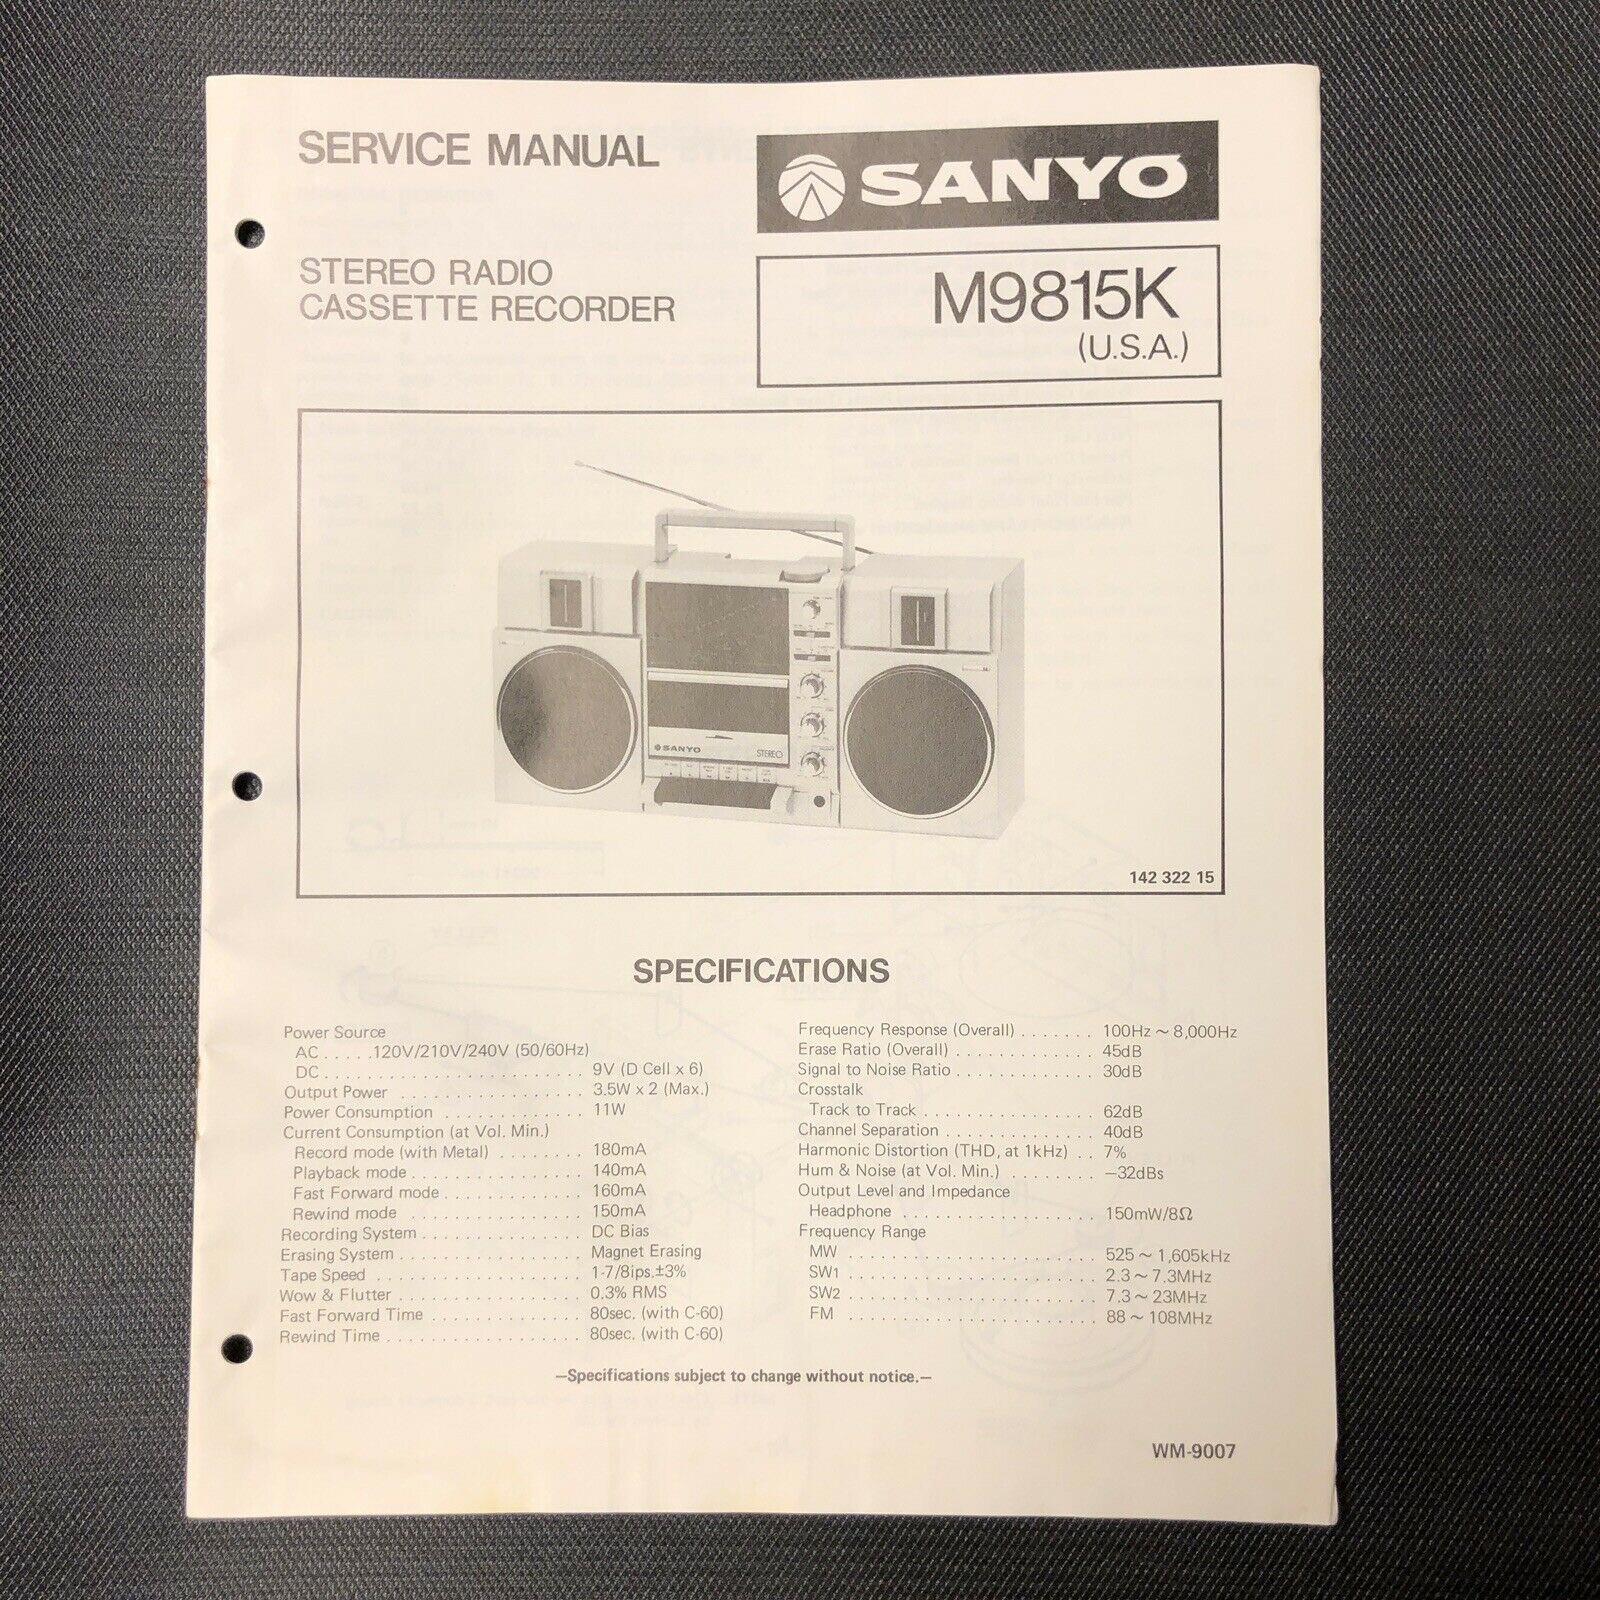 SERVICE MANUAL
SANYO
STEREO RADIO
CASSETTE RECORDER
M9815K
(U.S.A.)
SANYO
STEREO
142 322 15
SPECIFICATIONS
Power Source
AC . . . . .120V/210V/240V (50/60Hz)
DC . . . . . . . . . . . . . . . . . . . . . . . . 9V (D Cell x 6)
Output Power . . . . . . . . . . . . . . . . . . 3.5W x 2 (Max.)
Power Consumption . . . . . . . . . . . . . 11W
Current Consumption (at Vol. Min.)
Record mode (with Metal) . . . . . . . . 180mA
Playback mode . . . . . . . . . . . . . . . . 140mA
Fast Forward mode . . . . . . . . . . . . . 160mA
Rewind mode . . . . . . . . . . . . . . . . 150mA
Recording System . . . . . . . . . . . . . . . DC Bias
Erasing System . . . . . . . . . . . . . . . . . Magnet Erasing
Tape Speed . . . . . . . . . . . . . . . . . . . 1-7/8ips.±3%
Wow & Flutter . . . . . . . . . . . . . . . . . 0.3% RMS
Fast Forward Time . . . . . . . . . . . . . . 80sec. (with C-60)
Rewind Time . . . . . . . . . . . . . . . . . . 80sec. (with C-60)
Frequency Response (Overall) . . . . . . . 100Hz ~ 8,000Hz
Erase Ratio (Overall) . . . . . . . . . . . . . 45dB
Signal to Noise Ratio . . . . . . . . . . . . . 30dB
Crosstalk
Track to Track . . . . . . . . . . . . . . . . 62dB
Channel Separation . . . . . . . . . . . . . . 40dB
Harmonic Distortion (THD, at 1kHz) . . 7%
Hum & Noise (at Vol. Min.) . . . . . . . . −32dBs
Output Level and Impedance
Headphone . . . . . . . . . . . . . . . . . . 150mW/8Ω
Frequency Range
MW . . . . . . . . . . . . . . . . . . . . . . . 525 ~ 1,605kHz
SW1 . . . . . . . . . . . . . . . . . . . . . . . 2.3 ~ 7.3MHz
SW2 . . . . . . . . . . . . . . . . . . . . . . . 7.3 ~ 23MHz
FM . . . . . . . . . . . . . . . . . . . . . . . 88 ~ 108MHz
—Specifications subject to change without notice.—
WM-9007